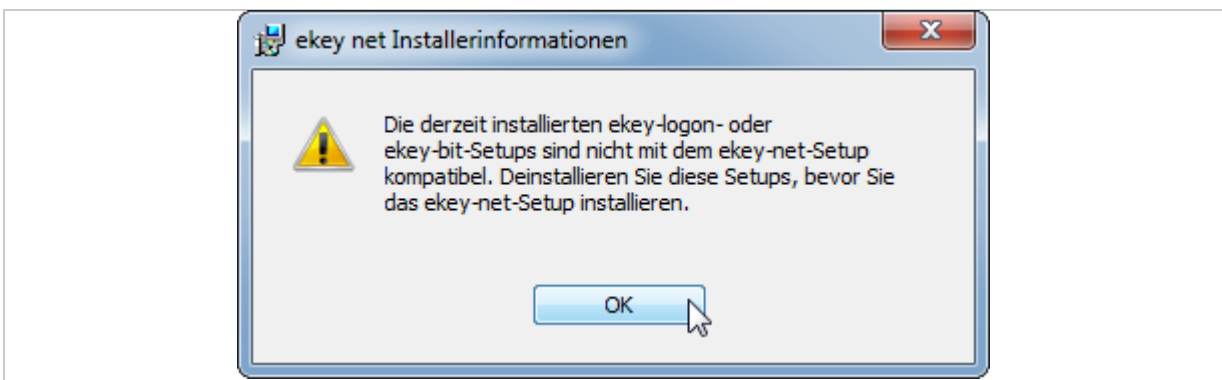 ekey net Installerinformationen
Die derzeit installierten ekey-logon- oder
ekey-bit-Setups sind nicht mit dem ekey-net-Setup
kompatibel. Deinstallieren Sie diese Setups, bevor Sie
das ekey-net-Setup installieren.
OK